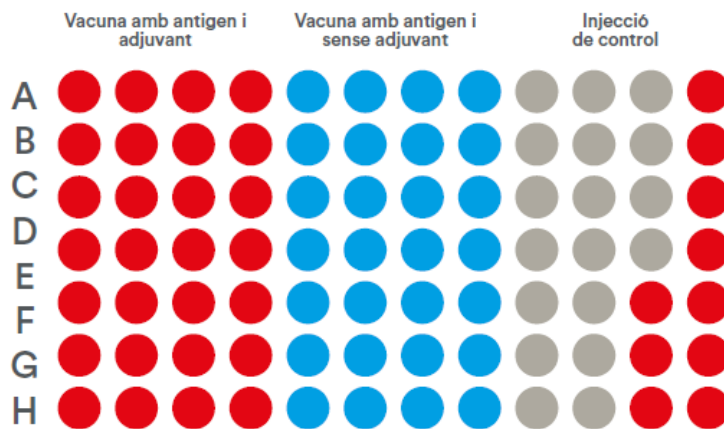 Vacuna amb antigen i
adjuvant
Vacuna amb antigen i
sense adjuvant
Injecció
de control
A
B
C
D
E
F
G
H